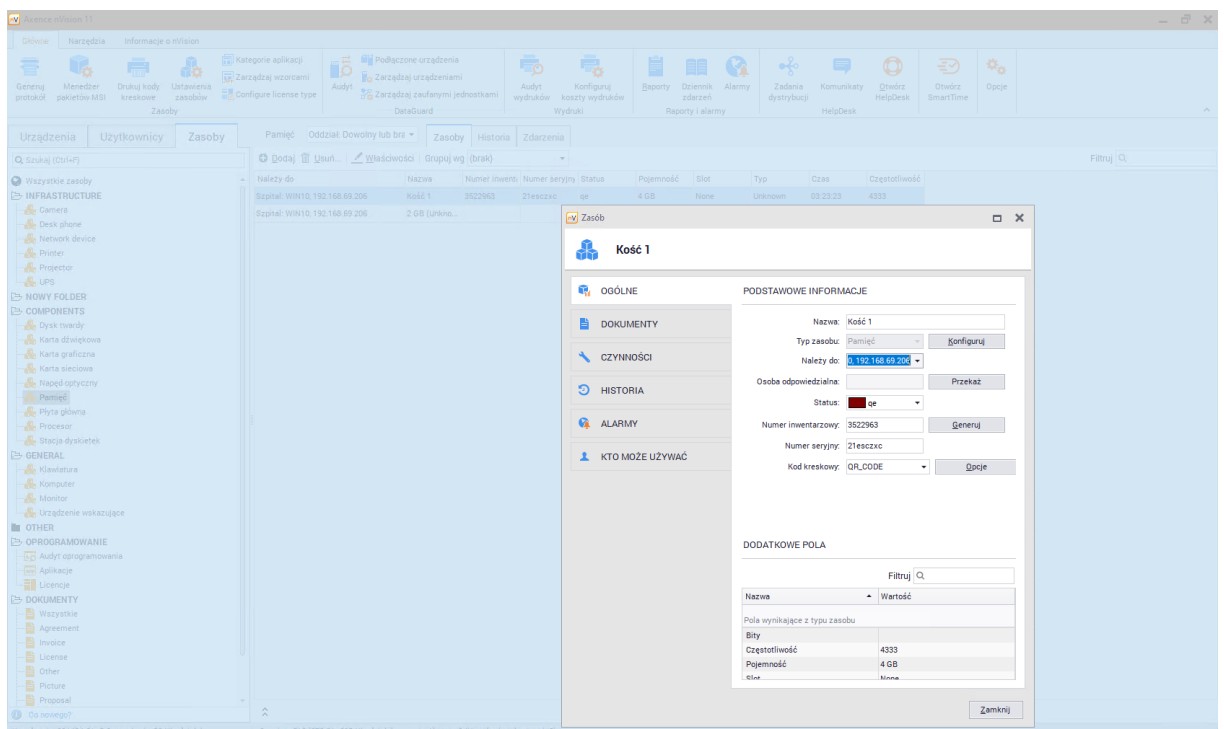 Axence nVision 11
Główne Narzędzia Informacje o nVision
Generuj protokół
Menedżer pakietów MSI
Drukuj kody kreskowe
Ustawienia zasobów
Kategorie aplikacji
Zarządzaj wzorcami
Configure license type
Zasoby
Audyt
Podłączone urządzenia
Zarządzaj urządzeniami
Zarządzaj zaufanymi jednostkami
DataGuard
Audyt wydruków
Konfiguruj koszty wydruków
Wydruki
Raporty
Dziennik zdarzeń
Alarmy
Raporty i alarmy
Zadania dystrybucji
Komunikaty
Otwórz HelpDesk
HelpDesk
Otwórz SmartTime
Opcje
Urządzenia Użytkownicy Zasoby
Pamięć Oddział: Dowolny lub bra Zasoby Historia Zdarzenia
Szukaj (Ctrl+F)
Dodaj Usuń... Właściwości Grupuj wg (brak) Filtruj
Należy do Nazwa Numer inwent Numer seryjny Status Pojemność Slot Typ Czas Częstotliwość
Szpital: WIN10, 192.168.69.206 Kość 1 3522963 21esczxc qe 4 GB None Unknown 03:23:23 4333
Szpital: WIN10, 192.168.69.206 2 GB (Unkno...
Wszystkie zasoby
INFRASTRUCTURE
Camera
Desk phone
Network device
Printer
Projector
UPS
NOWY FOLDER
COMPONENTS
Dysk twardy
Karta dźwiękowa
Karta graficzna
Karta sieciowa
Napęd optyczny
Pamięć
Płyta główna
Procesor
Stacja dyskietek
GENERAL
Klawiatura
Komputer
Monitor
Urządzenie wskazujące
OTHER
OPROGRAMOWANIE
Audyt oprogramowania
Aplikacje
Licencje
DOKUMENTY
Wszystkie
Agreement
Invoice
License
Other
Picture
Proposal
Co nowego?
Zasób
Kość 1
OGÓLNE
DOKUMENTY
CZYNNOŚCI
HISTORIA
ALARMY
KTO MOŻE UŻYWAĆ
PODSTAWOWE INFORMACJE
Nazwa: Kość 1
Typ zasobu: Pamięć Konfiguruj
Należy do: 0, 192.168.69.206
Osoba odpowiedzialna: Przekaż
Status: qe
Numer inwentarzowy: 3522963 Generuj
Numer seryjny: 21esczxc
Kod kreskowy: QR_CODE Opcje
DODATKOWE POLA
Filtruj
Nazwa Wartość
Pola wynikające z typu zasobu
Bity
Częstotliwość 4333
Pojemność 4 GB
Slot None
Zamknij